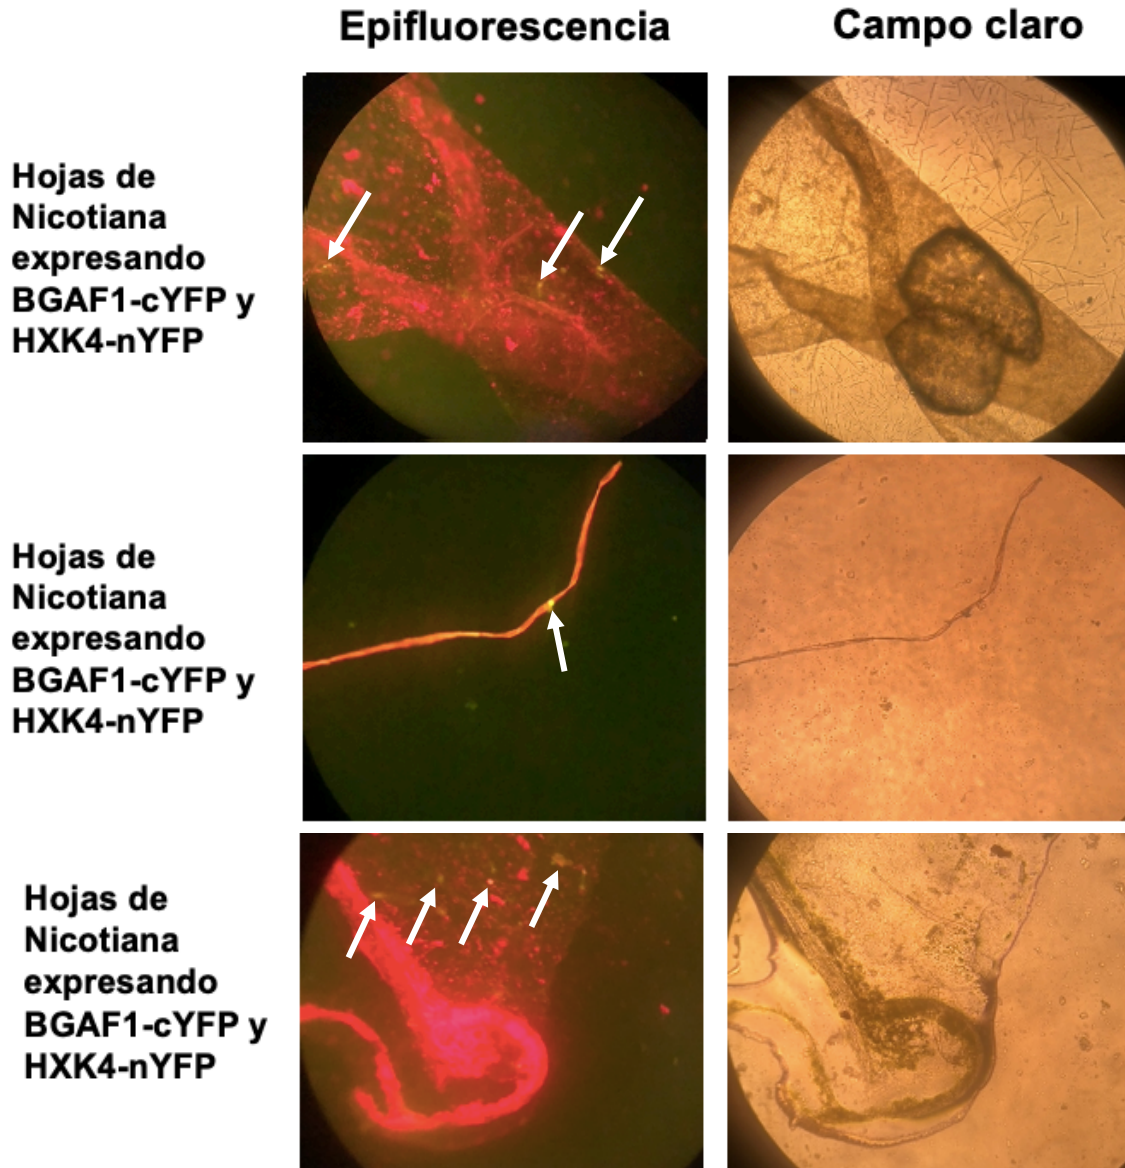 Epifluorescencia
Campo claro
Hojas de
Nicotiana
expresando
BGAF1-cYFP y
HXK4-nYFP
Hojas de
Nicotiana
expresando
BGAF1-cYFP y
HXK4-nYFP
Hojas de
Nicotiana
expresando
BGAF1-cYFP y
HXK4-nYFP